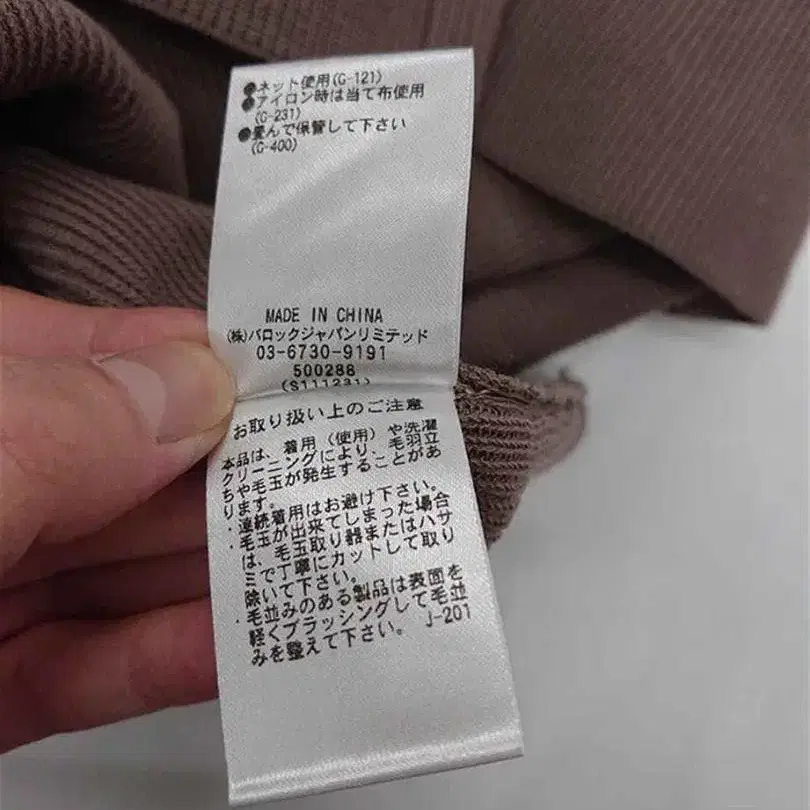 ●ネット使用(G-121)
●アイロン時は当て布使用
(G-231)
●畳んで保管して下さい
(G-400)
MADE IN CHINA
(株)バロックジャパンリミテッド
03-6730-9191
500288
(S111231)
お取り扱い上のご注意
本品は、着用(使用)や洗濯
クリーニングにより、毛羽立
ちや毛玉が発生することがあ
ります。
・連続着用はお避け下さい。
・毛玉が出来てしまった場合
は、毛玉取り器またはハサ
ミで丁寧にカットして取り
除いて下さい。
・毛並みのある製品は表面を
軽くブラッシングして毛並
みを整えて下さい。 J-201